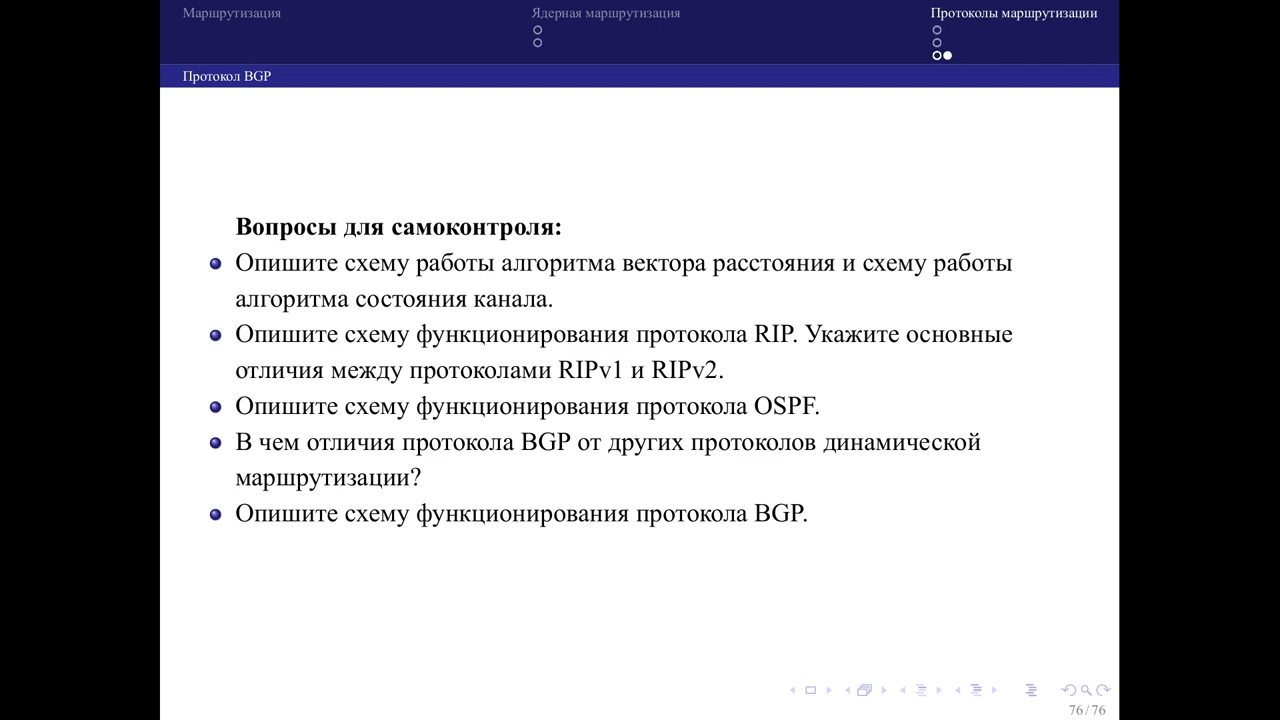 Маршрутизация
Ядерная маршрутизация
Протоколы маршрутизации
Протокол BGP
Вопросы для самоконтроля:
Опишите схему работы алгоритма вектора расстояния и схему работы
алгоритма состояния канала.
Опишите схему функционирования протокола RIP. Укажите основные
отличия между протоколами RIPv1 и RIPv2.
Опишите схему функционирования протокола OSPF.
В чем отличия протокола BGP от других протоколов динамической
маршрутизации?
Опишите схему функционирования протокола BGP.
76 / 76